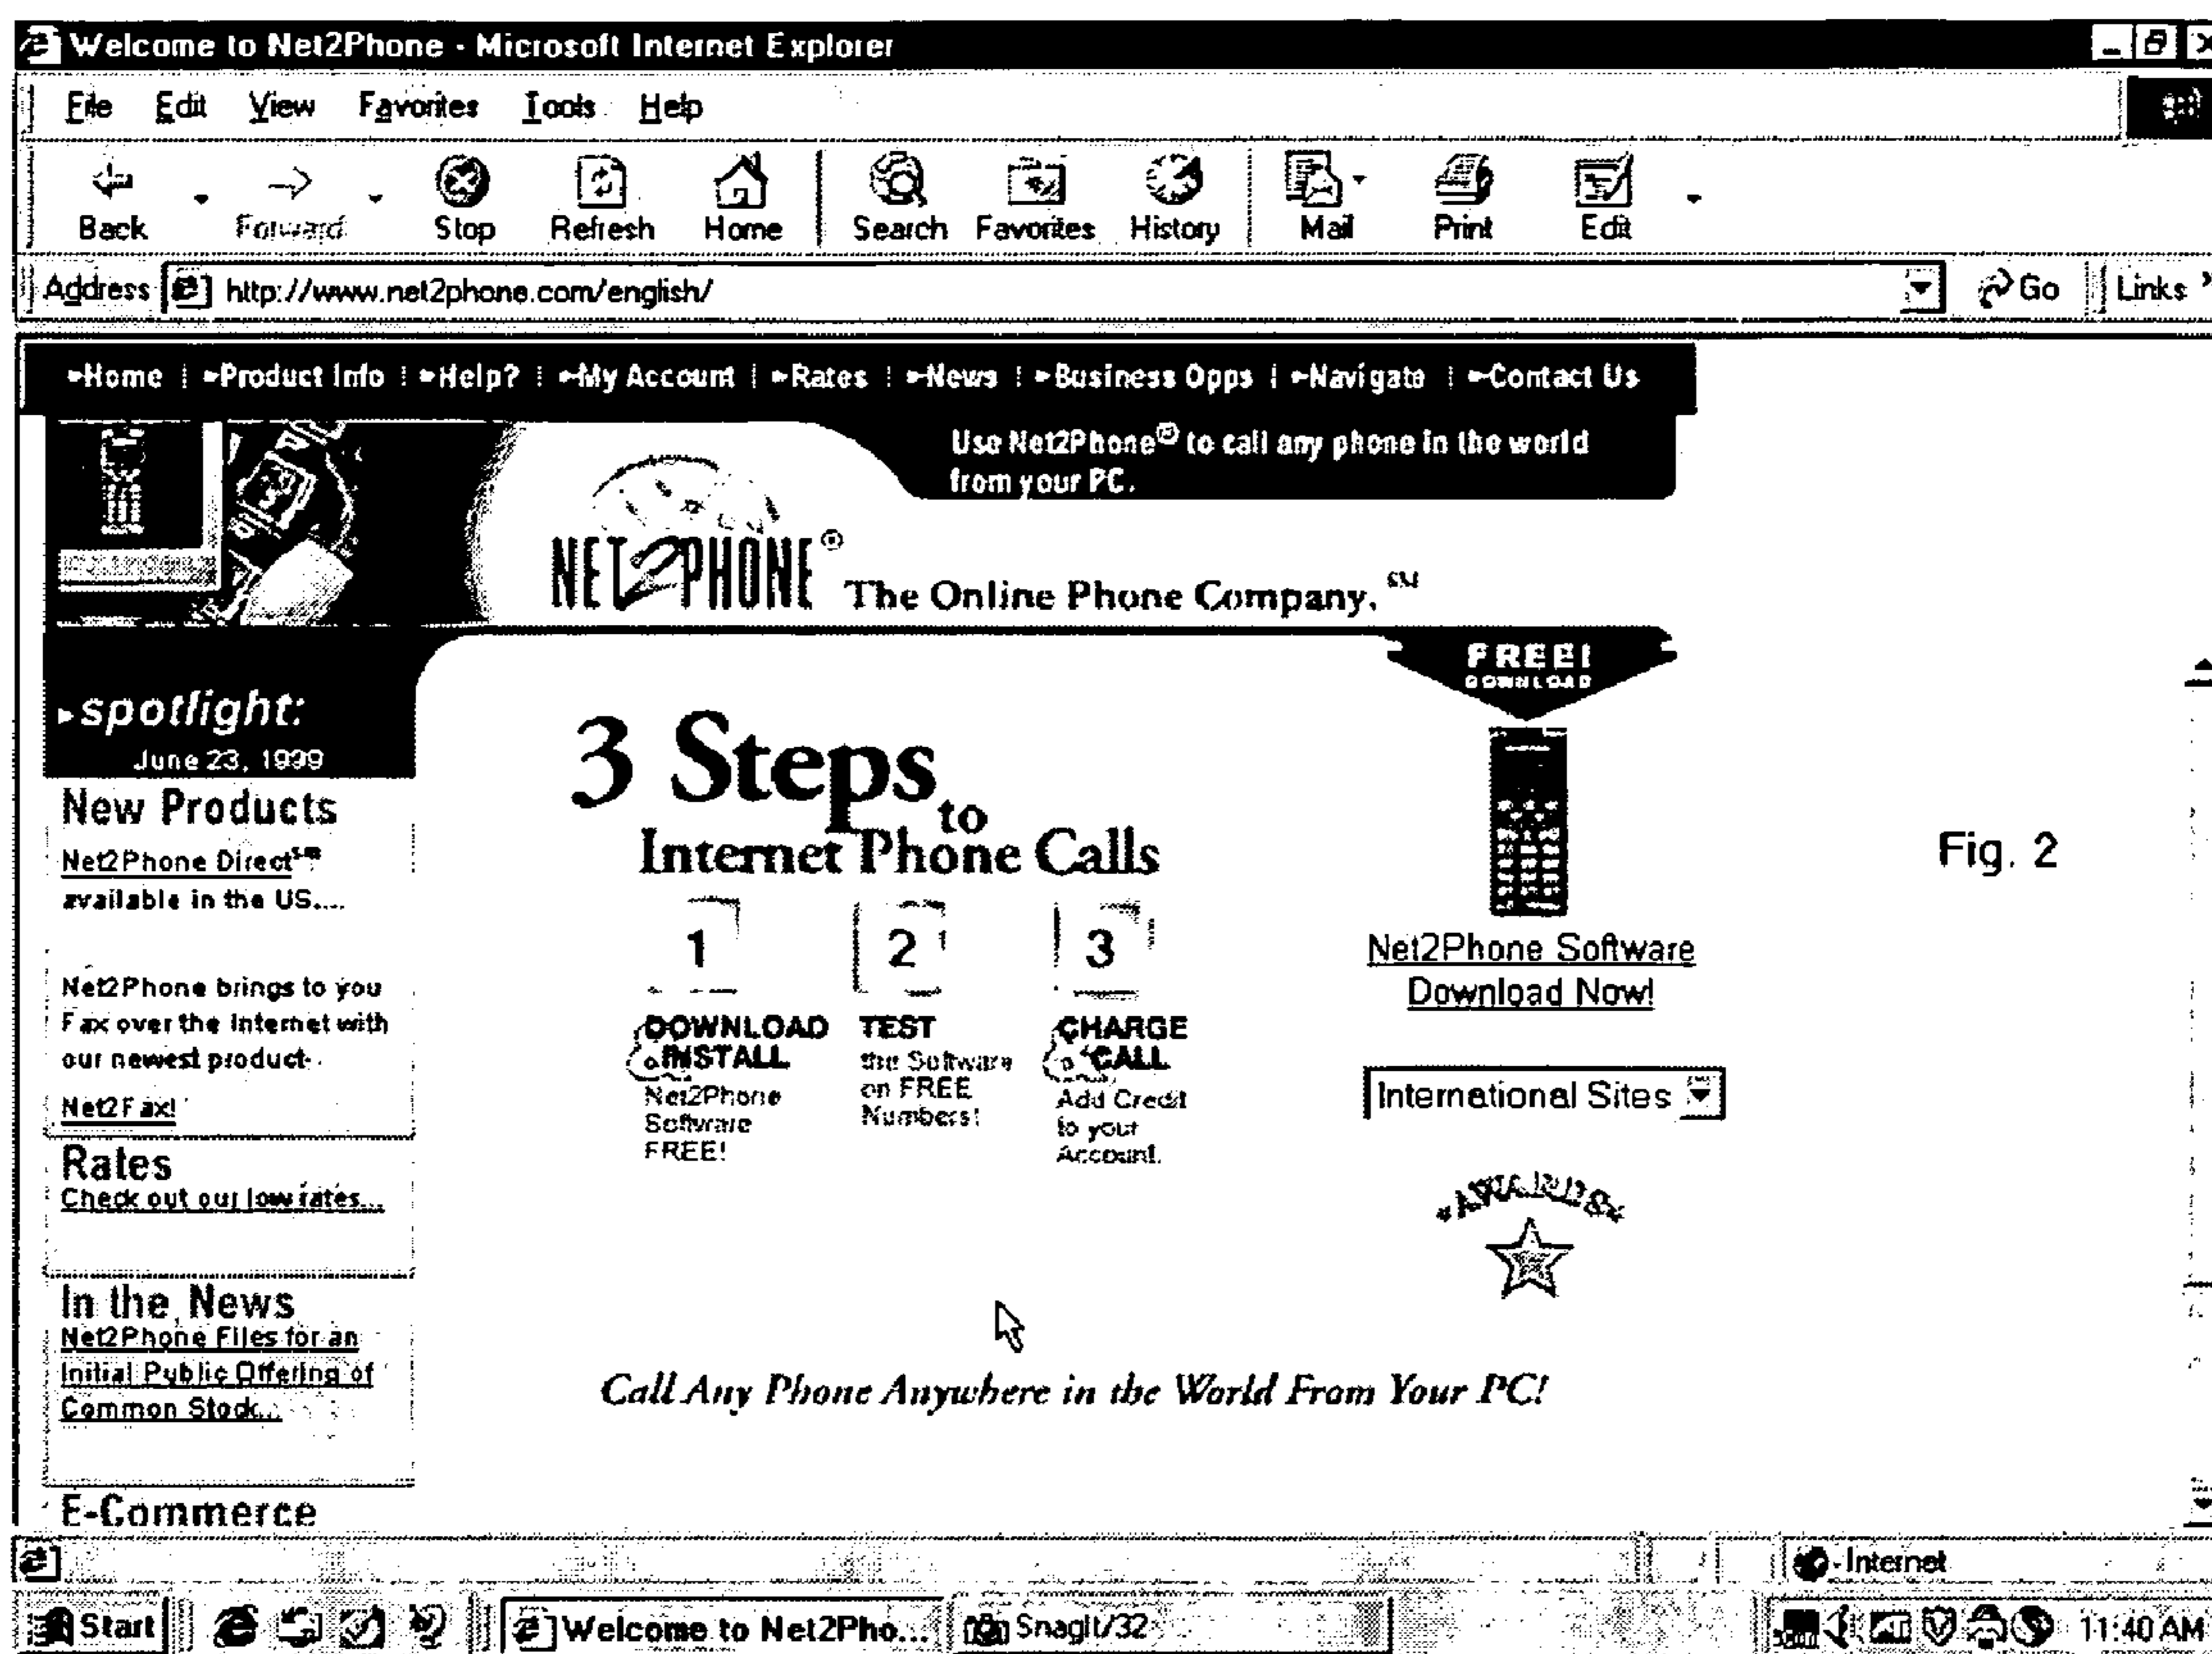 Welcome to Net2Phone - Microsoft Internet Explorer
File Edit View Favorites Tools Help
Back Forward Stop Refresh Home Search Favorites History Mail Print Edit
Address http://www.net2phone.com/english/ Go Links »
Home Product Info Help? My Account Rates News Business Opps Navigate Contact Us
Use Net2Phone® to call any phone in the world
from your PC.
NET2PHONE® The Online Phone Company. SM
FREE!
DOWNLOAD
spotlight:
June 23, 1999
New Products
Net2Phone Direct SM
available in the US....
Net2Phone brings to you
Fax over the Internet with
our newest product-
Net2Fax!
Rates
Check out our low rates...
In the News
Net2Phone Files for an
Initial Public Offering of
Common Stock...
E-Commerce
3 Steps
to
Internet Phone Calls
1 2 3
DOWNLOAD
& INSTALL
Net2Phone
Software
FREE!
TEST
the Software
on FREE
Numbers!
CHARGE
& CALL
Add Credit
to your
Account.
Net2Phone Software
Download Now!
International Sites
AWARDS
Call Any Phone Anywhere in the World From Your PC!
Fig. 2
Internet
Start Welcome to Net2Pho... SnagIt/32 11:40 AM